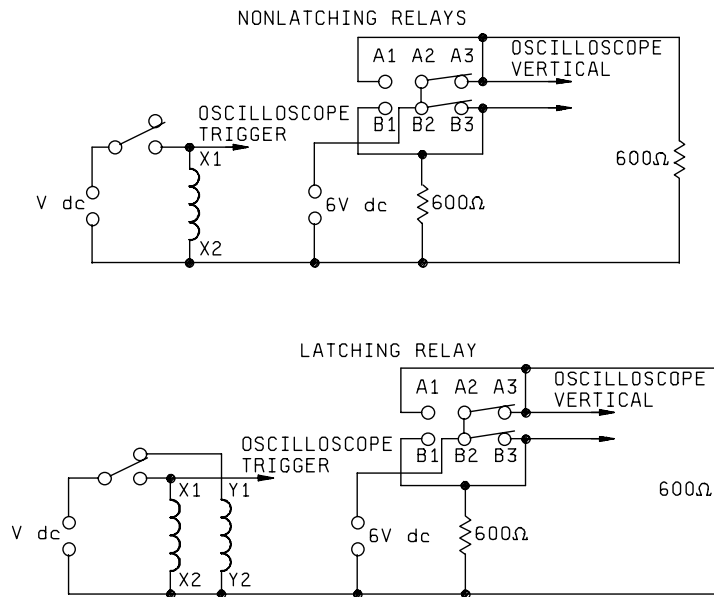 NONLATCHING RELAYS
A1 A2 A3
OSCILLOSCOPE
VERTICAL
OSCILLOSCOPE
TRIGGER
B1 B2 B3
X1
600Ω
V dc
6V dc
600Ω
X2
LATCHING RELAY
A1 A2 A3
OSCILLOSCOPE
VERTICAL
OSCILLOSCOPE
TRIGGER
B1 B2 B3
X1 Y1
600Ω
V dc
6V dc
600Ω
X2 Y2